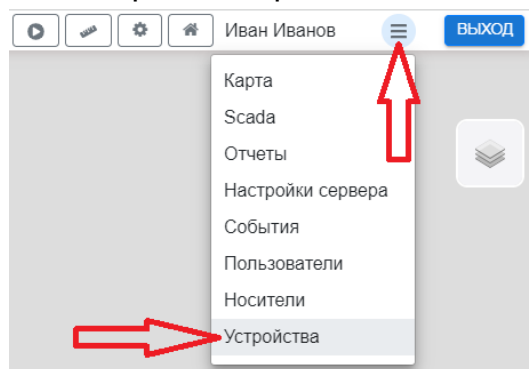 Иван Иванов
ВЫХОД
Карта
Scada
Отчеты
Настройки сервера
События
Пользователи
Носители
Устройства